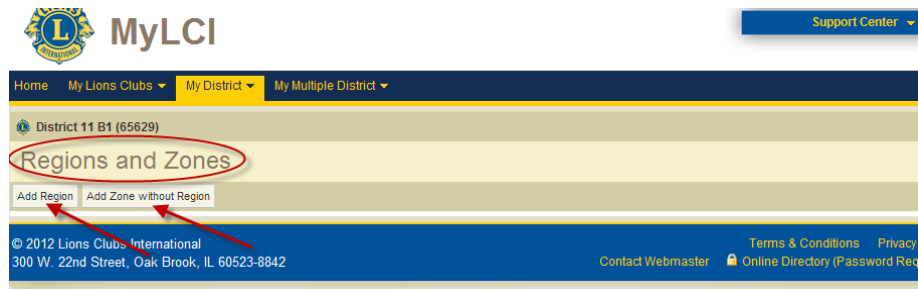 L
INTERNATIONAL
MyLCI
Support Center
Home My Lions Clubs My District My Multiple District
District 11 B1 (65629)
Regions and Zones
Add Region Add Zone without Region
© 2012 Lions Clubs International Terms & Conditions Privacy
300 W. 22nd Street, Oak Brook, IL 60523-8842 Contact Webmaster Online Directory (Password Req